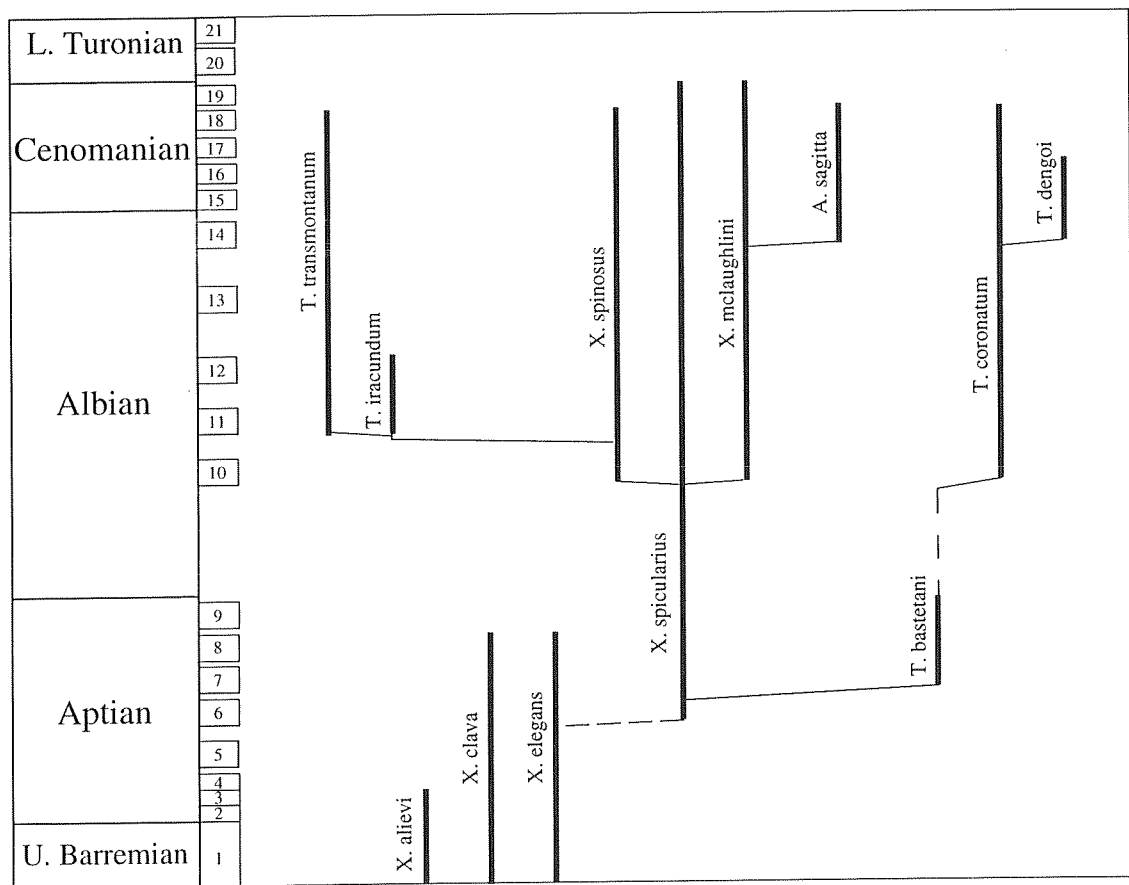 L. Turonian
21
20
Cenomanian
19
18
17
16
15
Albian
14
13
12
11
10
Aptian
9
8
7
6
5
4
3
2
U. Barremian
1
T. transmontanum
T. iracundum
X. alievi
X. clava
X. elegans
X. spinosus
X. spicularius
X. mclaughlini
A. sagitta
T. bastetani
T. coronatum
T. dengoi